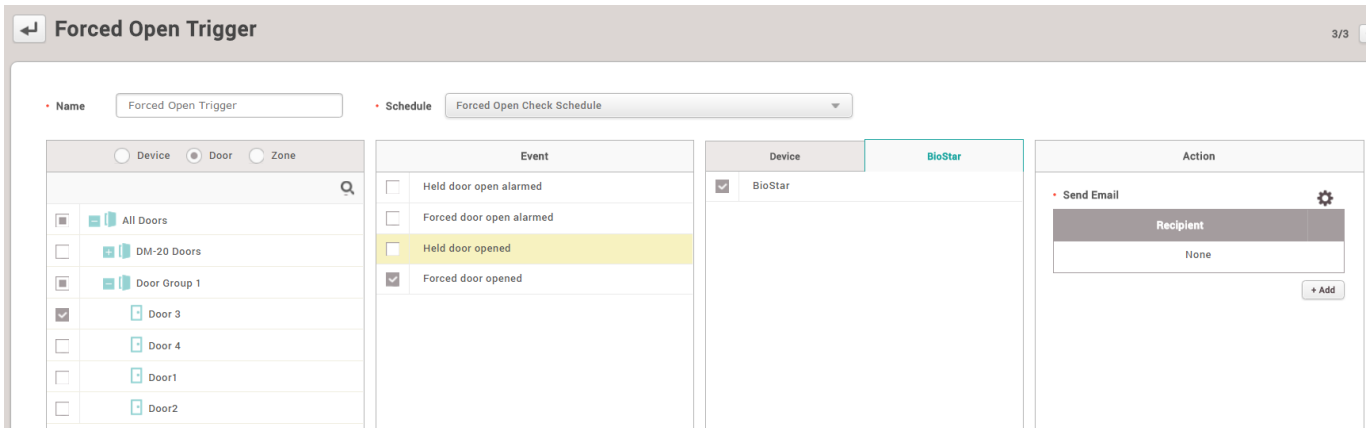 Forced Open Trigger
3/3
Name
Forced Open Trigger
Schedule
Forced Open Check Schedule
Device
Door
Zone
All Doors
DM-20 Doors
Door Group 1
Door 3
Door 4
Door1
Door2
Event
Held door open alarmed
Forced door open alarmed
Held door opened
Forced door opened
Device
BioStar
BioStar
Action
Send Email
Recipient
None
+ Add